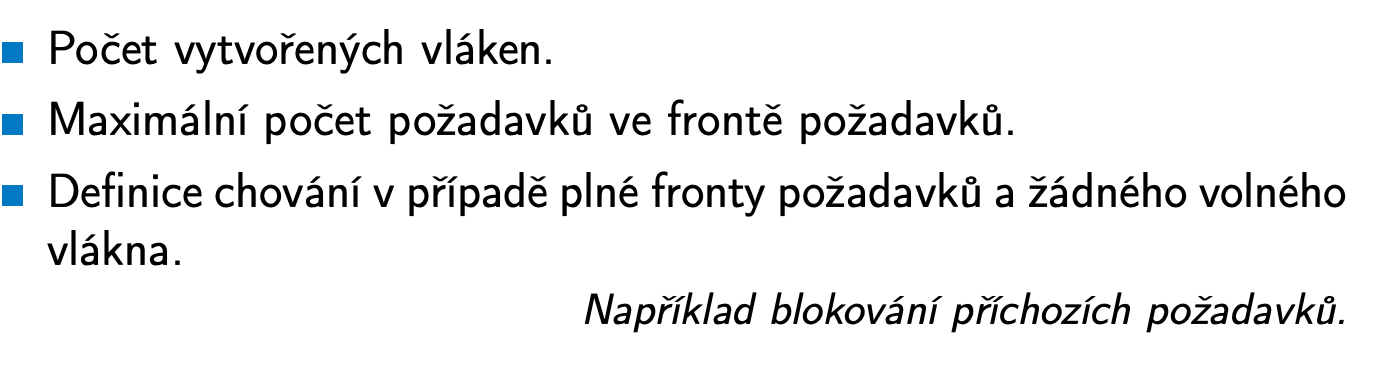 Počet vytvořených vláken.
Maximální počet požadavků ve frontě požadavků.
Definice chování v případě plné fronty požadavků a žádného volného
vlákna.
Například blokování příchozích požadavků.